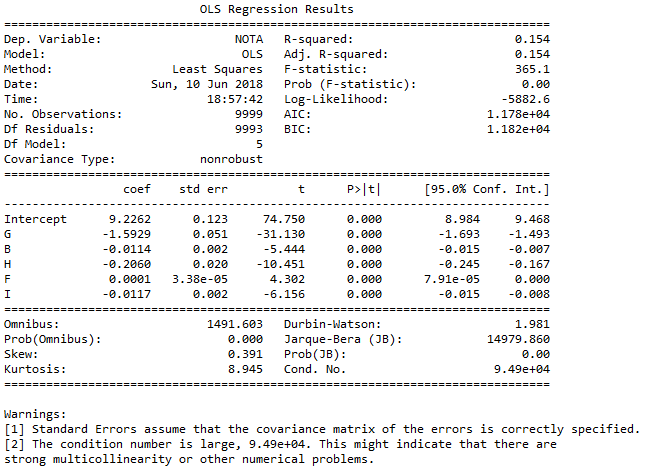 OLS Regression Results
==============================================================================
Dep. Variable: NOTA R-squared: 0.154
Model: OLS Adj. R-squared: 0.154
Method: Least Squares F-statistic: 365.1
Date: Sun, 10 Jun 2018 Prob (F-statistic): 0.00
Time: 18:57:42 Log-Likelihood: -5882.6
No. Observations: 9999 AIC: 1.178e+04
Df Residuals: 9993 BIC: 1.182e+04
Df Model: 5
Covariance Type: nonrobust
==============================================================================
coef std err t P>|t| [95.0% Conf. Int.]
------------------------------------------------------------------------------
Intercept 9.2262 0.123 74.750 0.000 8.984 9.468
G -1.5929 0.051 -31.130 0.000 -1.693 -1.493
B -0.0114 0.002 -5.444 0.000 -0.015 -0.007
H -0.2060 0.020 -10.451 0.000 -0.245 -0.167
F 0.0001 3.38e-05 4.302 0.000 7.91e-05 0.000
I -0.0117 0.002 -6.156 0.000 -0.015 -0.008
==============================================================================
Omnibus: 1491.603 Durbin-Watson: 1.981
Prob(Omnibus): 0.000 Jarque-Bera (JB): 14979.860
Skew: 0.391 Prob(JB): 0.00
Kurtosis: 8.945 Cond. No. 9.49e+04
==============================================================================
Warnings:
[1] Standard Errors assume that the covariance matrix of the errors is correctly specified.
[2] The condition number is large, 9.49e+04. This might indicate that there are
strong multicollinearity or other numerical problems.